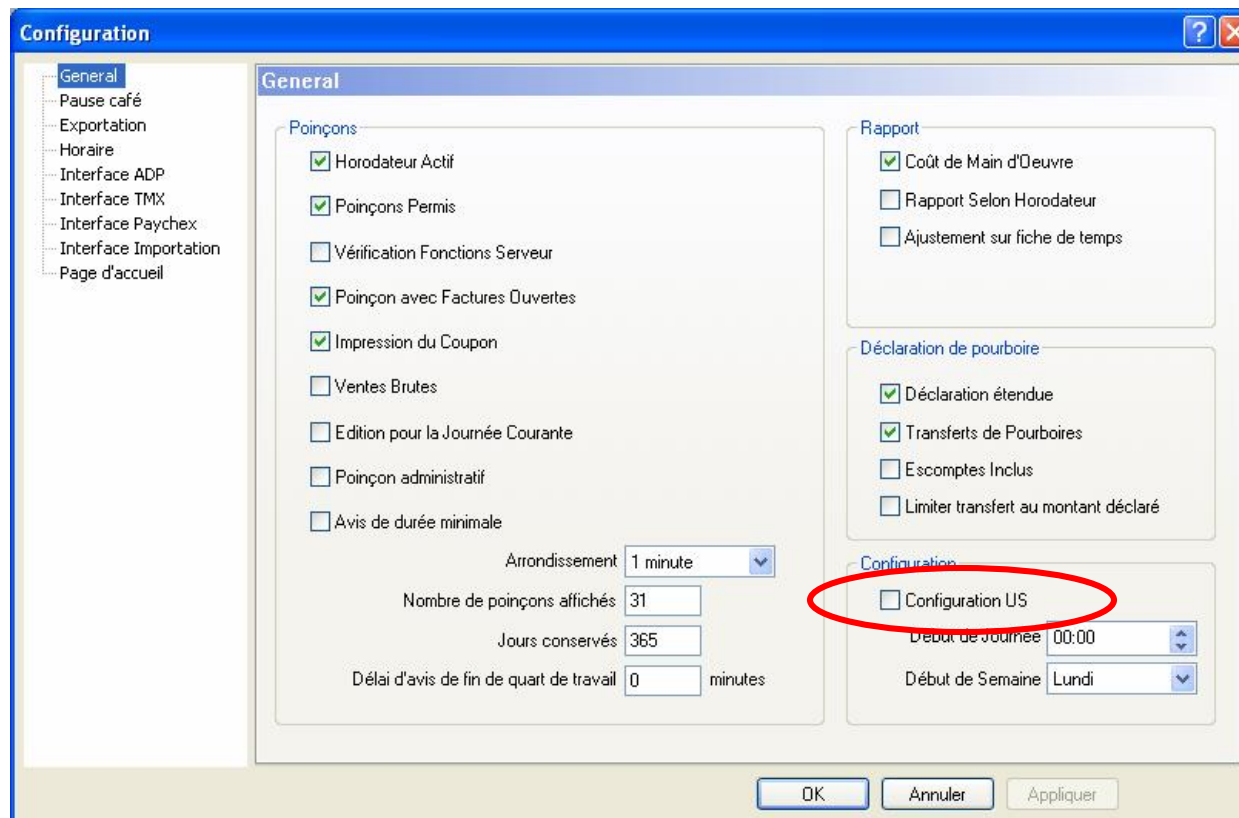 Configuration
General
Pause café
Exportation
Horaire
Interface ADP
Interface TMX
Interface Paychex
Interface Importation
Page d'accueil
General
Poinçons
Horodateur Actif
Poinçons Permis
Vérification Fonctions Serveur
Poinçon avec Factures Ouvertes
Impression du Coupon
Ventes Brutes
Edition pour la Journée Courante
Poinçon administratif
Avis de durée minimale
Arrondissement 1 minute
Nombre de poinçons affichés 31
Jours conservés 365
Délai d'avis de fin de quart de travail 0 minutes
Rapport
Coût de Main d'Oeuvre
Rapport Selon Horodateur
Ajustement sur fiche de temps
Déclaration de pourboire
Déclaration étendue
Transferts de Pourboires
Escomptes Inclus
Limiter transfert au montant déclaré
Configuration
Configuration US
Début de Journée 00:00
Début de Semaine Lundi
OK Annuler Appliquer